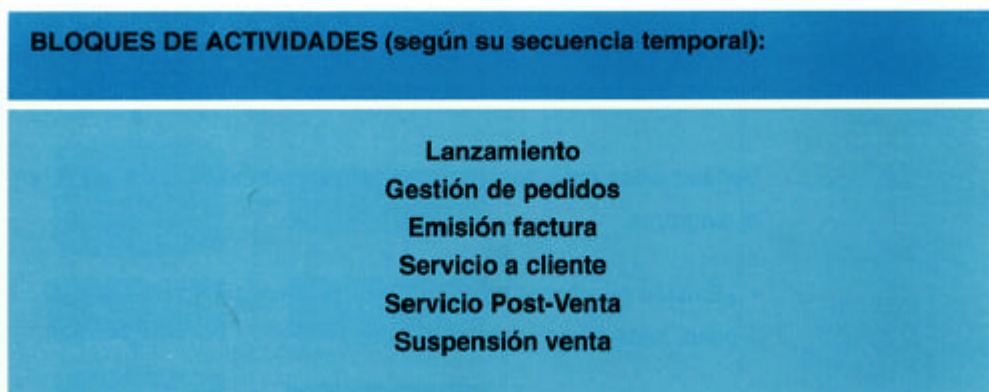 BLOQUES DE ACTIVIDADES (según su secuencia temporal):
Lanzamiento
Gestión de pedidos
Emisión factura
Servicio a cliente
Servicio Post-Venta
Suspensión venta